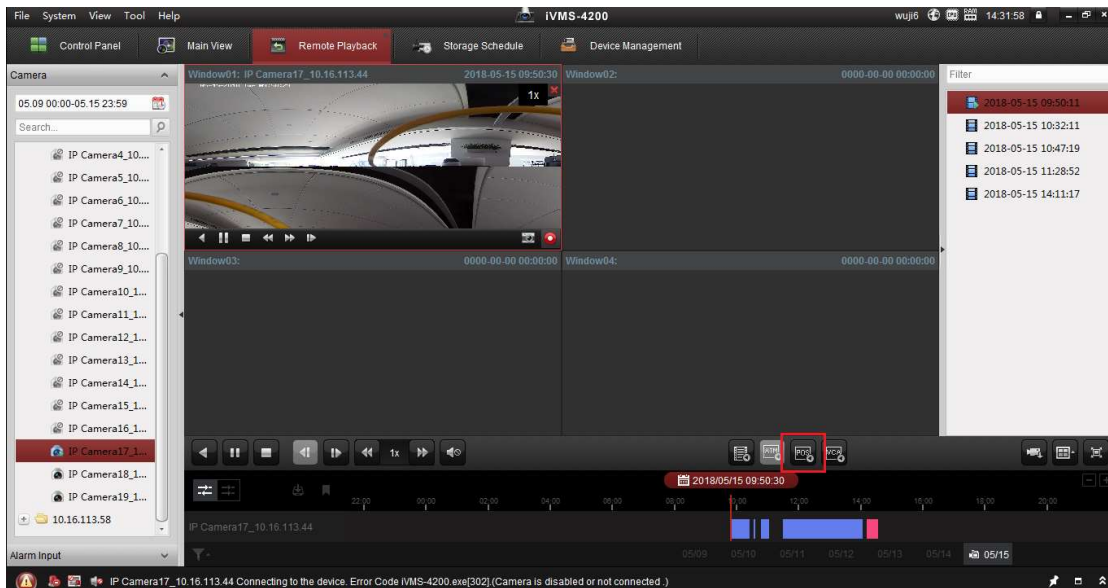 File System View Tool Help
iVMS-4200
wuji6
14:31:58
Control Panel
Main View
Remote Playback
Storage Schedule
Device Management
Camera
05.09 00:00-05.15 23:59
Search...
IP Camera4_10....
IP Camera5_10....
IP Camera6_10....
IP Camera7_10....
IP Camera8_10....
IP Camera9_10....
IP Camera10_1...
IP Camera11_1...
IP Camera12_1...
IP Camera13_1...
IP Camera14_1...
IP Camera15_1...
IP Camera16_1...
IP Camera17_1...
IP Camera18_1...
IP Camera19_1...
10.16.113.58
Alarm Input
Window01: IP Camera17_10.16.113.44 2018-05-15 09:50:30
1x
Window02: 0000-00-00 00:00:00
Window03: 0000-00-00 00:00:00
Window04: 0000-00-00 00:00:00
Filter
2018-05-15 09:50:11
2018-05-15 10:32:11
2018-05-15 10:47:19
2018-05-15 11:28:52
2018-05-15 14:11:17
1x
ATM
POS
VCA
2018/05/15 09:50:30
22:00 00:00 02:00 04:00 06:00 08:00 10:00 12:00 14:00 16:00 18:00 20:00
IP Camera17_10.16.113.44
05/09 05/10 05/11 05/12 05/13 05/14 05/15
IP Camera17_10.16.113.44 Connecting to the device. Error Code iVMS-4200.exe[302].(Camera is disabled or not connected .)